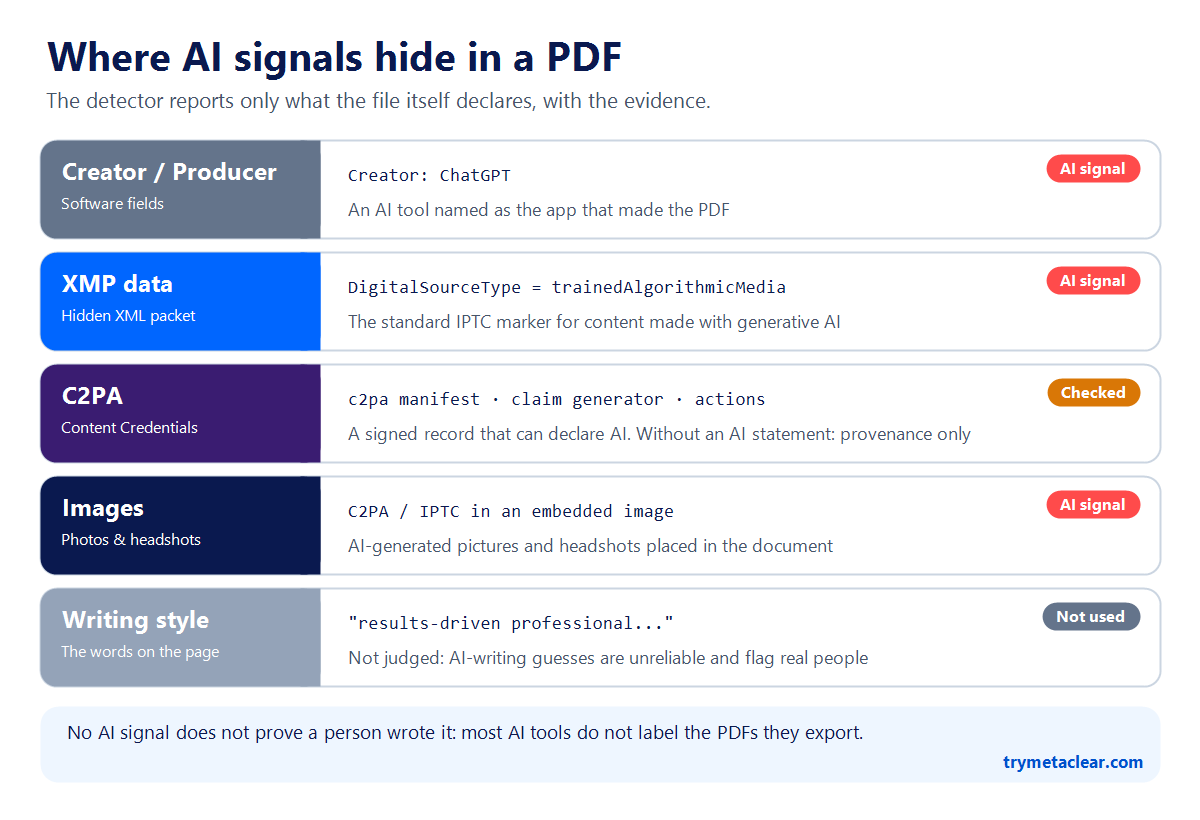 Where AI signals hide in a PDF
The detector reports only what the file itself declares, with the evidence.
Creator / Producer
Software fields
Creator: ChatGPT
An AI tool named as the app that made the PDF
AI signal
XMP data
Hidden XML packet
DigitalSourceType = trainedAlgorithmicMedia
The standard IPTC marker for content made with generative AI
AI signal
C2PA
Content Credentials
c2pa manifest · claim generator · actions
A signed record that can declare AI. Without an AI statement: provenance only
Checked
Images
Photos & headshots
C2PA / IPTC in an embedded image
AI-generated pictures and headshots placed in the document
AI signal
Writing style
The words on the page
"results-driven professional..."
Not judged: AI-writing guesses are unreliable and flag real people
Not used
No AI signal does not prove a person wrote it: most AI tools do not label the PDFs they export.
trymetaclear.com